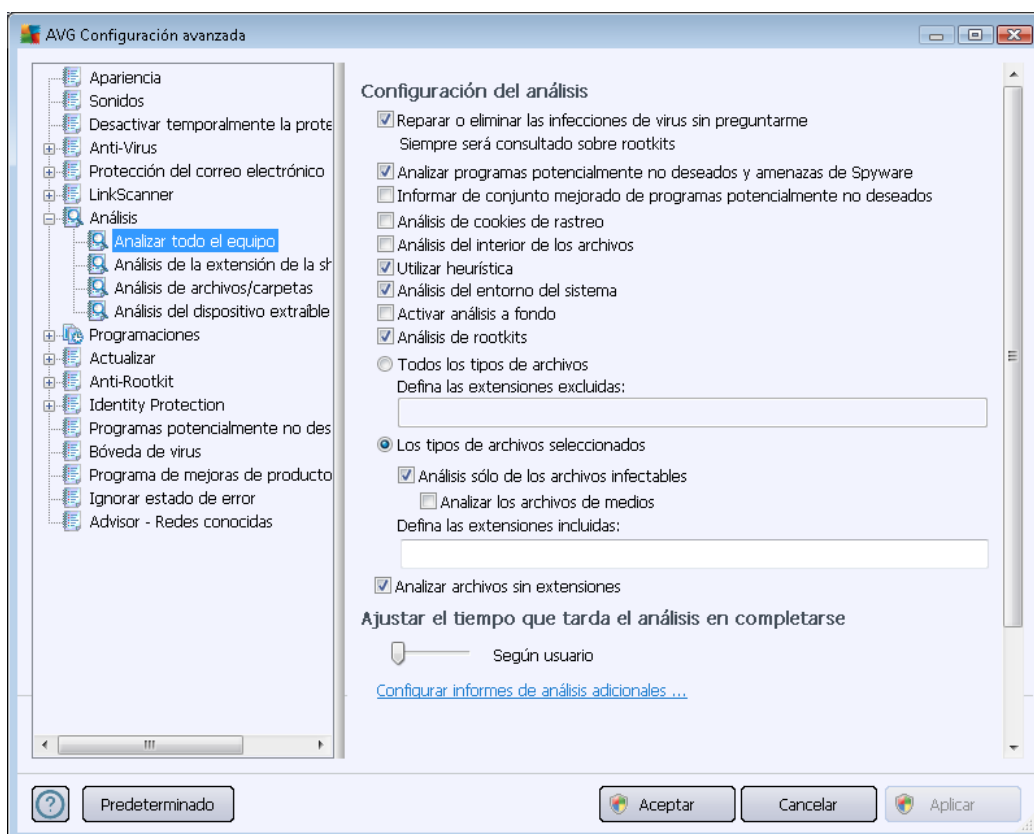 AVG Configuración avanzada
Apariencia
Sonidos
Desactivar temporalmente la prote
Anti-Virus
Protección del correo electrónico
LinkScanner
Análisis
Analizar todo el equipo
Análisis de la extensión de la sh
Análisis de archivos/carpetas
Análisis del dispositivo extraíble
Programaciones
Actualizar
Anti-Rootkit
Identity Protection
Programas potencialmente no des
Bóveda de virus
Programa de mejoras de producto
Ignorar estado de error
Advisor - Redes conocidas
Configuración del análisis
Reparar o eliminar las infecciones de virus sin preguntarme
Siempre será consultado sobre rootkits
Analizar programas potencialmente no deseados y amenazas de Spyware
Informar de conjunto mejorado de programas potencialmente no deseados
Análisis de cookies de rastreo
Análisis del interior de los archivos
Utilizar heurística
Análisis del entorno del sistema
Activar análisis a fondo
Análisis de rootkits
Todos los tipos de archivos
Defina las extensiones excluidas:
Los tipos de archivos seleccionados
Análisis sólo de los archivos infectables
Analizar los archivos de medios
Defina las extensiones incluidas:
Analizar archivos sin extensiones
Ajustar el tiempo que tarda el análisis en completarse
Según usuario
Configurar informes de análisis adicionales ...
Predeterminado
Aceptar
Cancelar
Aplicar